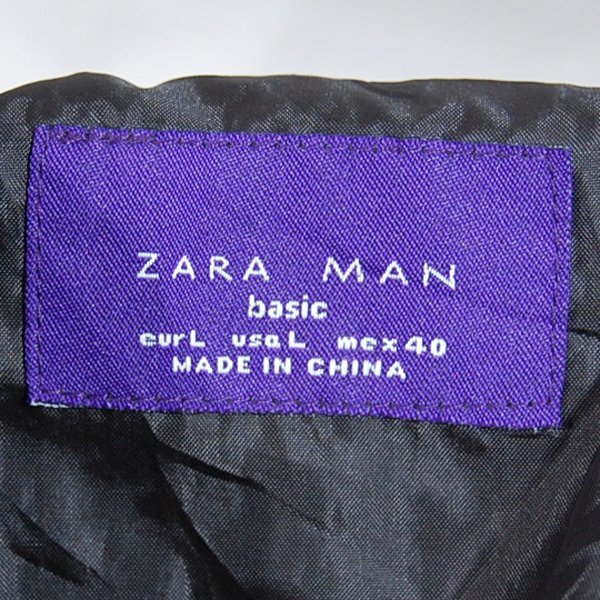 ZARA MAN
basic
eurL usaL mex40
MADE IN CHINA